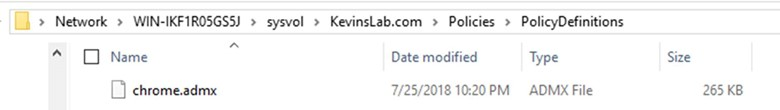 Network > WIN-IKF1R05GS5J > sysvol > KevinsLab.com > Policies > PolicyDefinitions
Name Date modified Type Size
chrome.admx 7/25/2018 10:20 PM ADMX File 265 KB